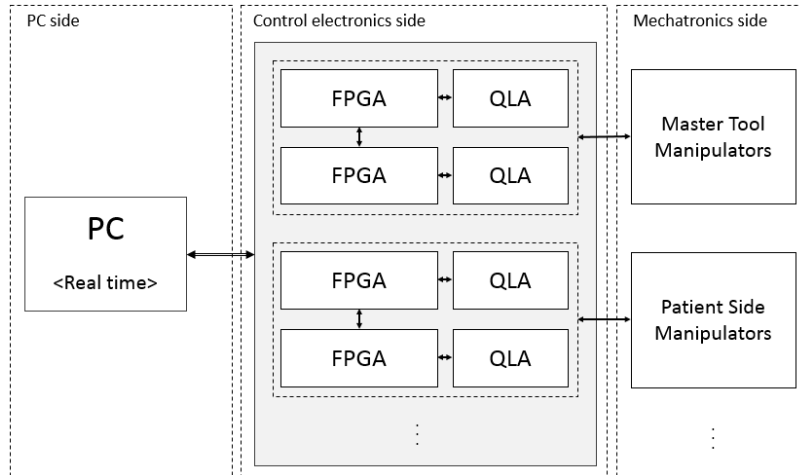 PC side
Control electronics side
Mechatronics side
FPGA
QLA
FPGA
QLA
Master Tool
Manipulators
PC
<Real time>
FPGA
QLA
FPGA
QLA
Patient Side
Manipulators